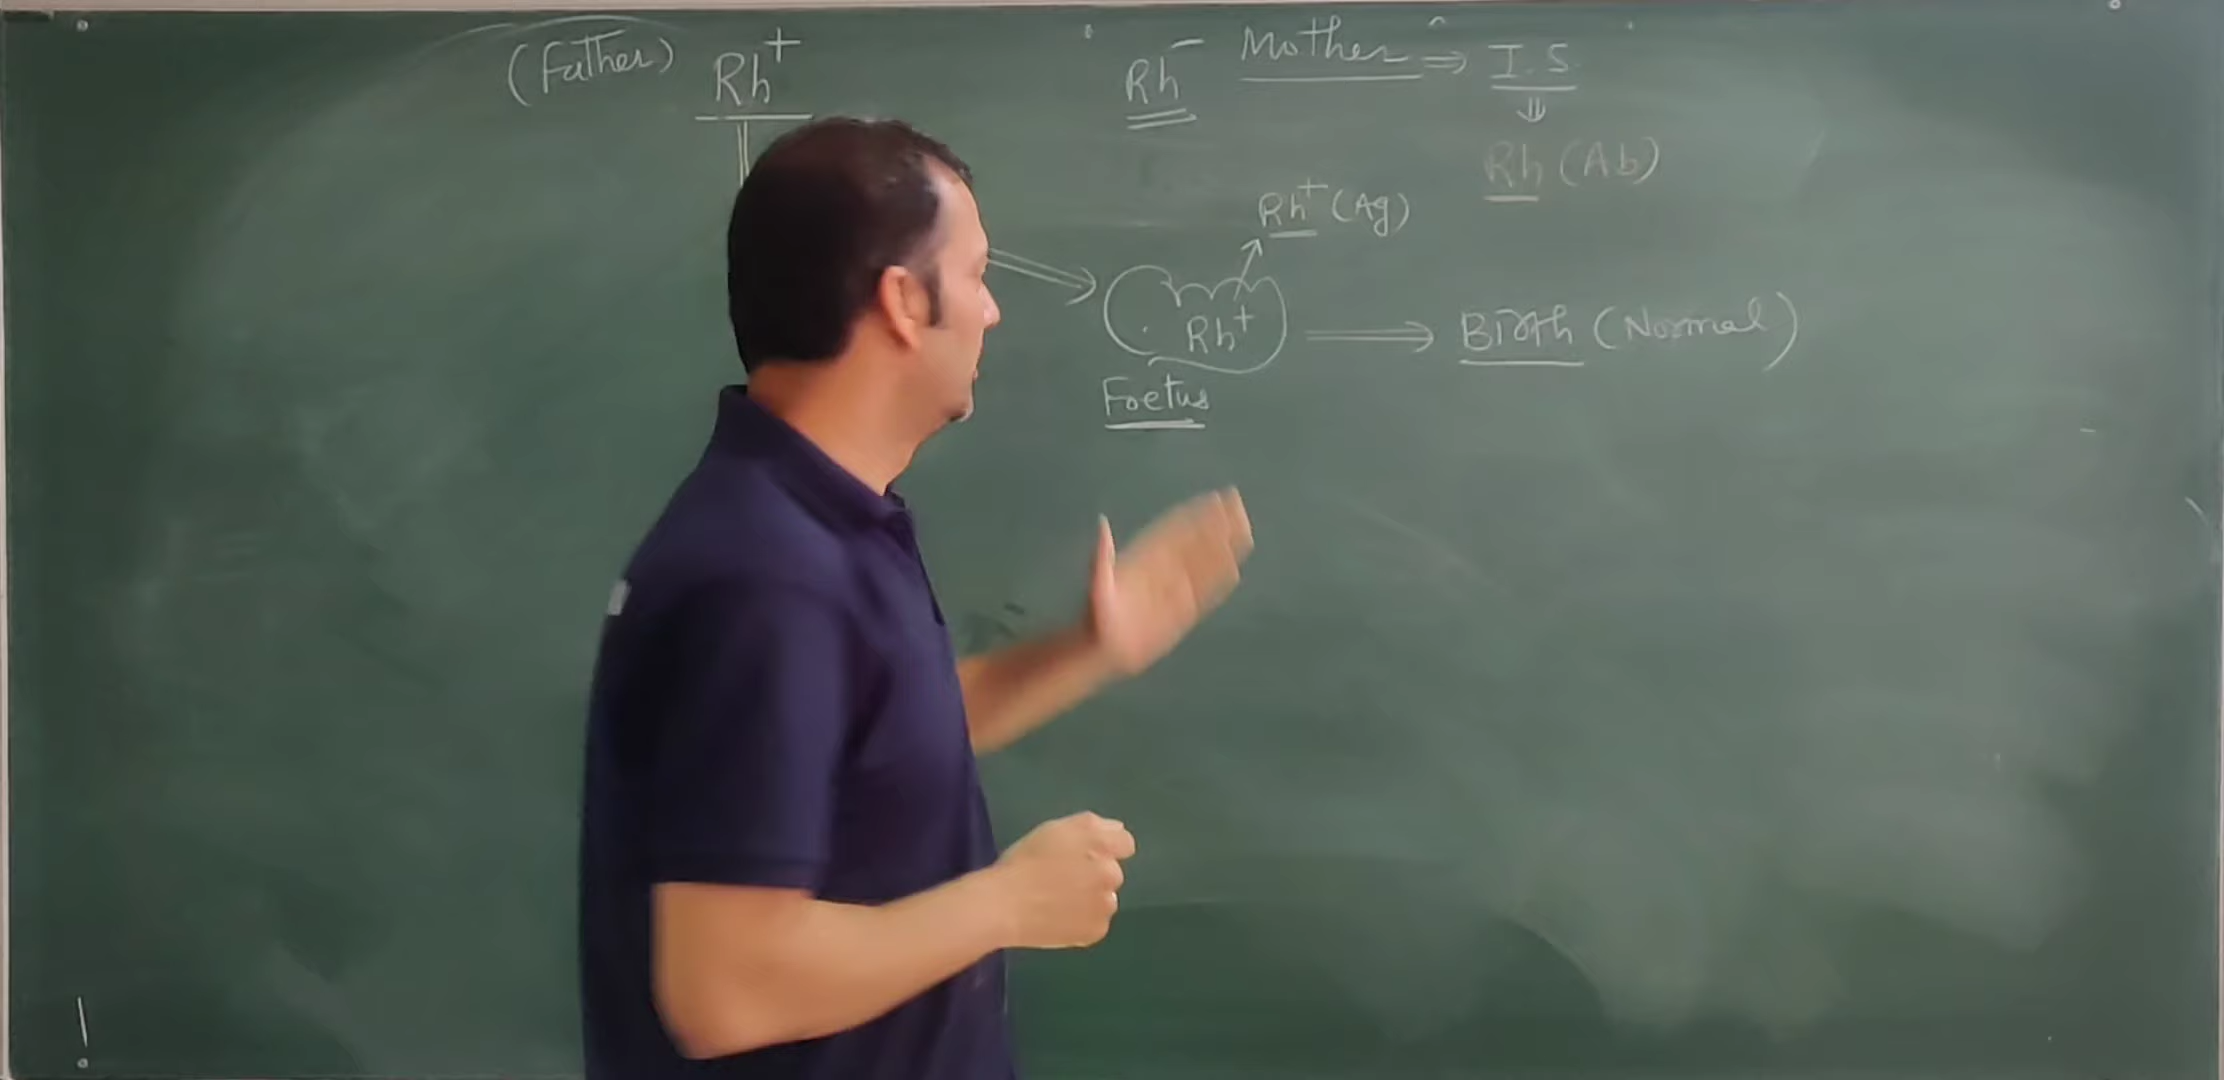 (Father) Rh+
Rh- Mother ⇒ I.S.
⇓
Rh (Ab)
Rh+ (Ag)
Rh+
Birth (Normal)
Foetus